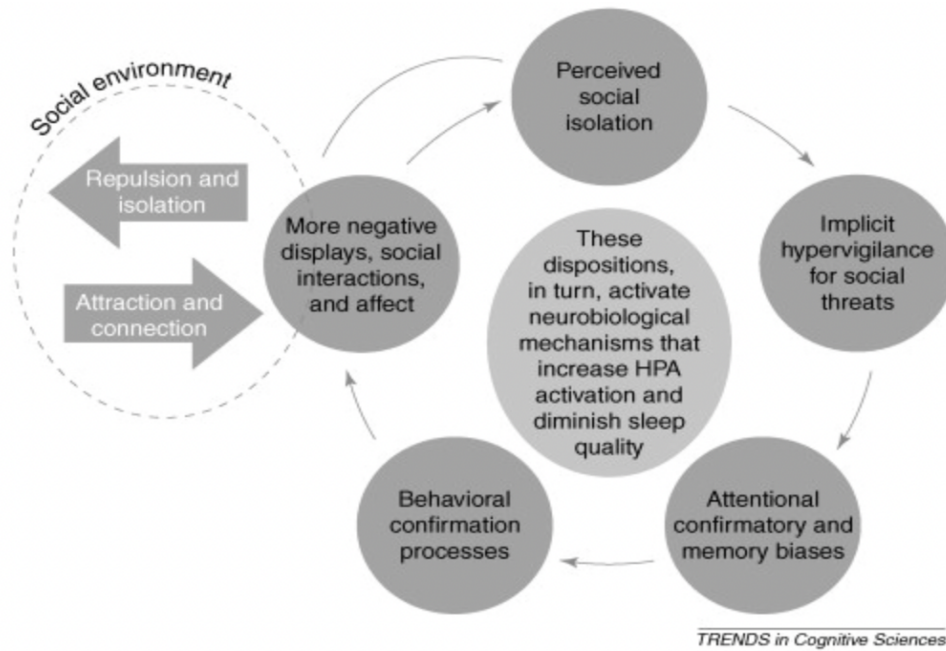 Social environment
Repulsion and
isolation
Attraction and
connection
More negative
displays, social
interactions,
and affect
Perceived
social
isolation
Implicit
hypervigilance
for social
threats
Attentional
confirmatory and
memory biases
Behavioral
confirmation
processes
These
dispositions,
in turn, activate
neurobiological
mechanisms that
increase HPA
activation and
diminish sleep
quality
TRENDS in Cognitive Sciences